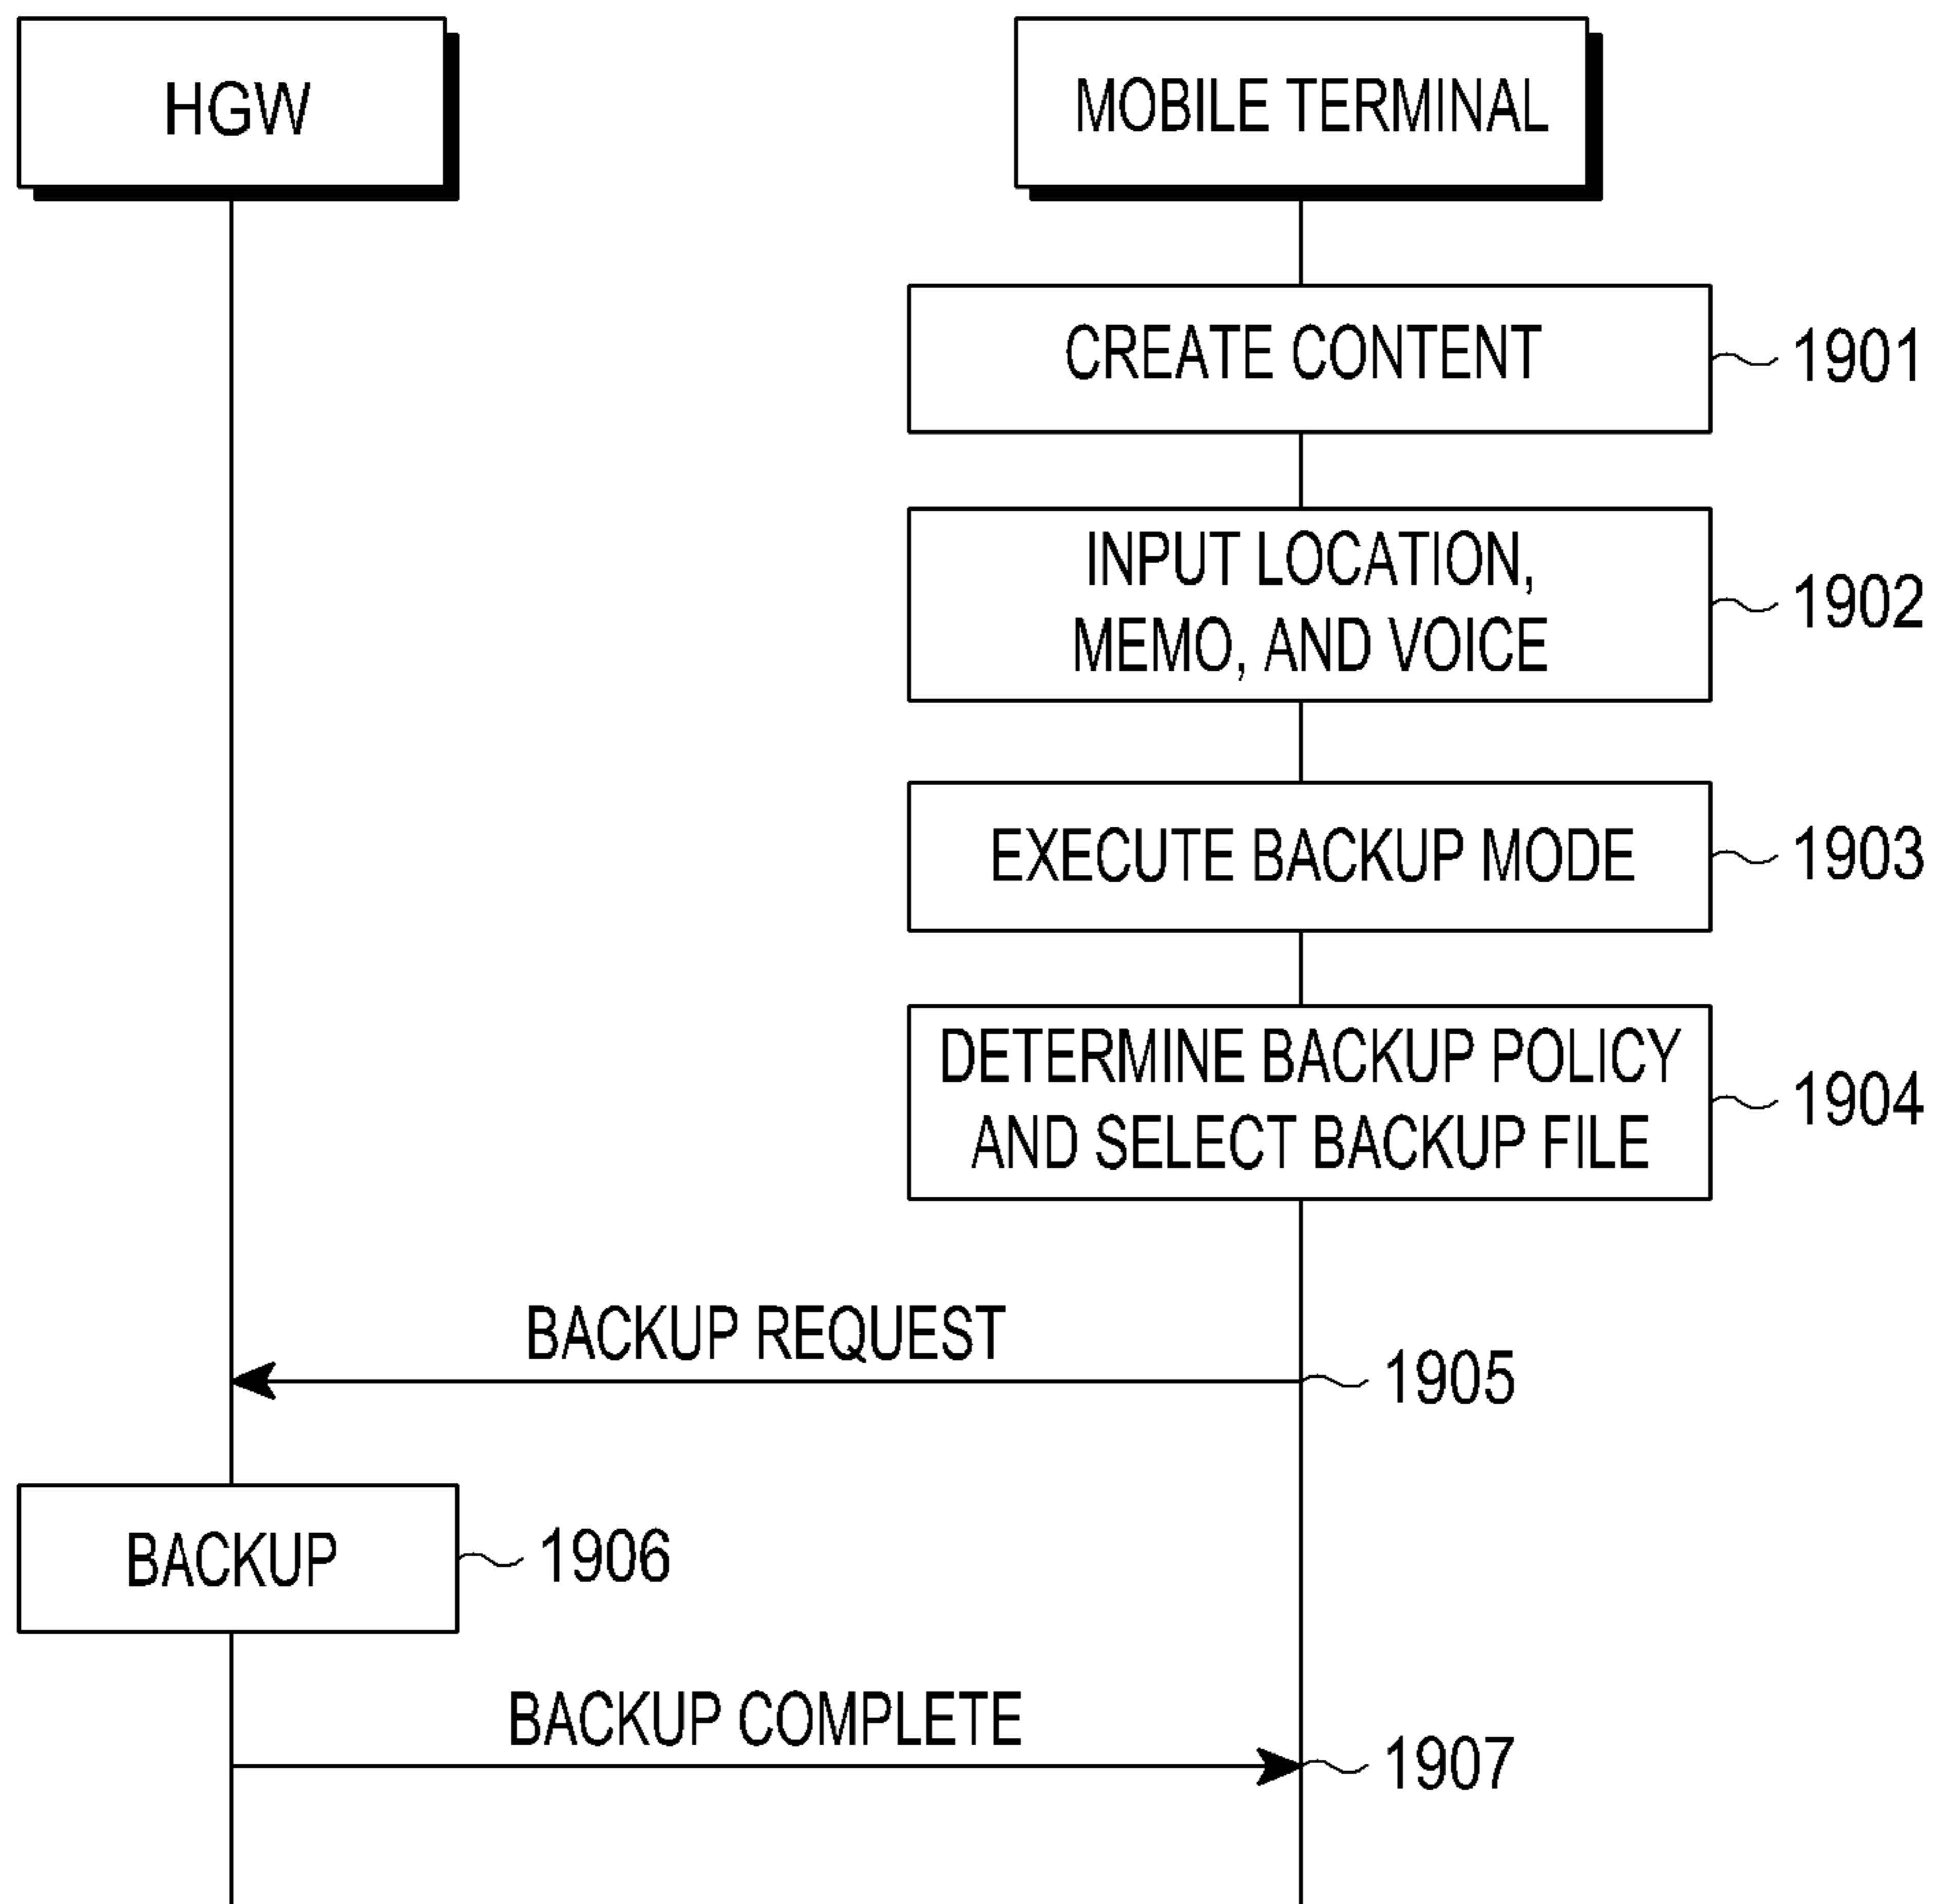 HGW
MOBILE TERMINAL
CREATE CONTENT
1901
INPUT LOCATION,
MEMO, AND VOICE
1902
EXECUTE BACKUP MODE
1903
DETERMINE BACKUP POLICY
AND SELECT BACKUP FILE
1904
BACKUP REQUEST
1905
BACKUP
1906
BACKUP COMPLETE
1907